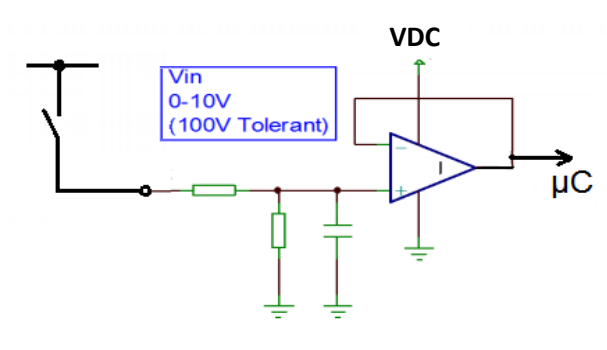 VDC
Vin
0-10V
(100V Tolerant)
−
+
I
µC